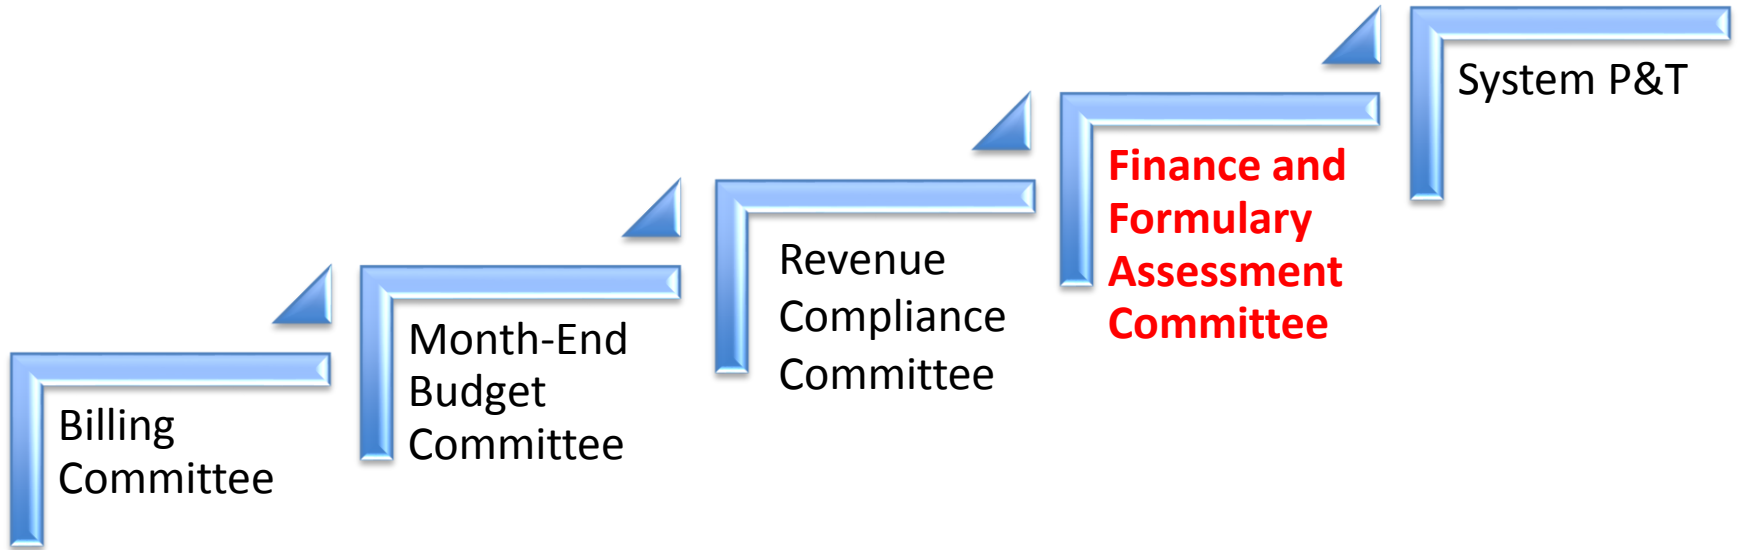 Billing
Committee
Month-End
Budget
Committee
Revenue
Compliance
Committee
Finance and
Formulary
Assessment
Committee
System P&T